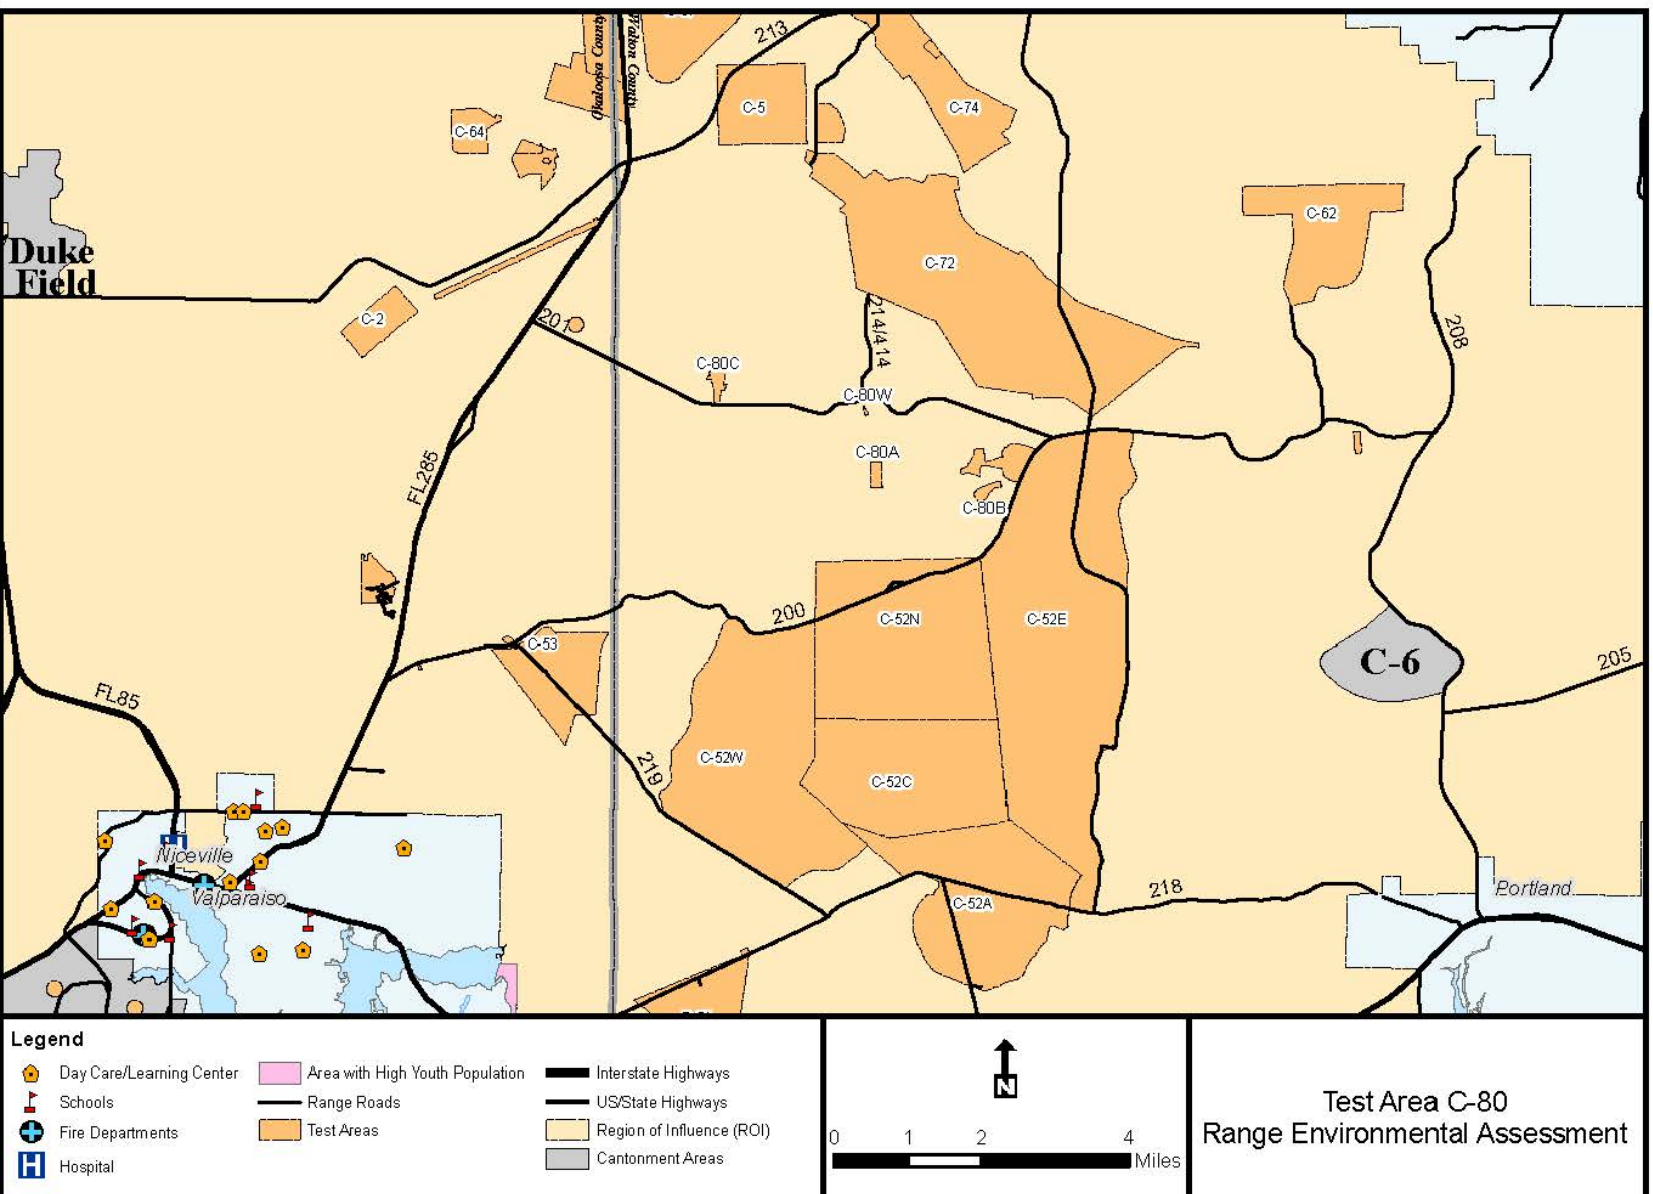 Okaloosa County
Walton County
213
C-5
C-74
C-64
C-62
Duke
Field
C-72
C-2
201
214/414
208
C-80C
C-80W
C-80A
FL285
C-80B
200
C-52N
C-52E
C-53
C-6
205
FL85
C-52W
219
C-52C
Niceville
Valparaiso
218
Portland
C-52A
Legend
Day Care/Learning Center
Schools
Fire Departments
H Hospital
Area with High Youth Population
Range Roads
Test Areas
Interstate Highways
US/State Highways
Region of Influence (ROI)
Cantonment Areas
N
0 1 2 4
Miles
Test Area C-80
Range Environmental Assessment